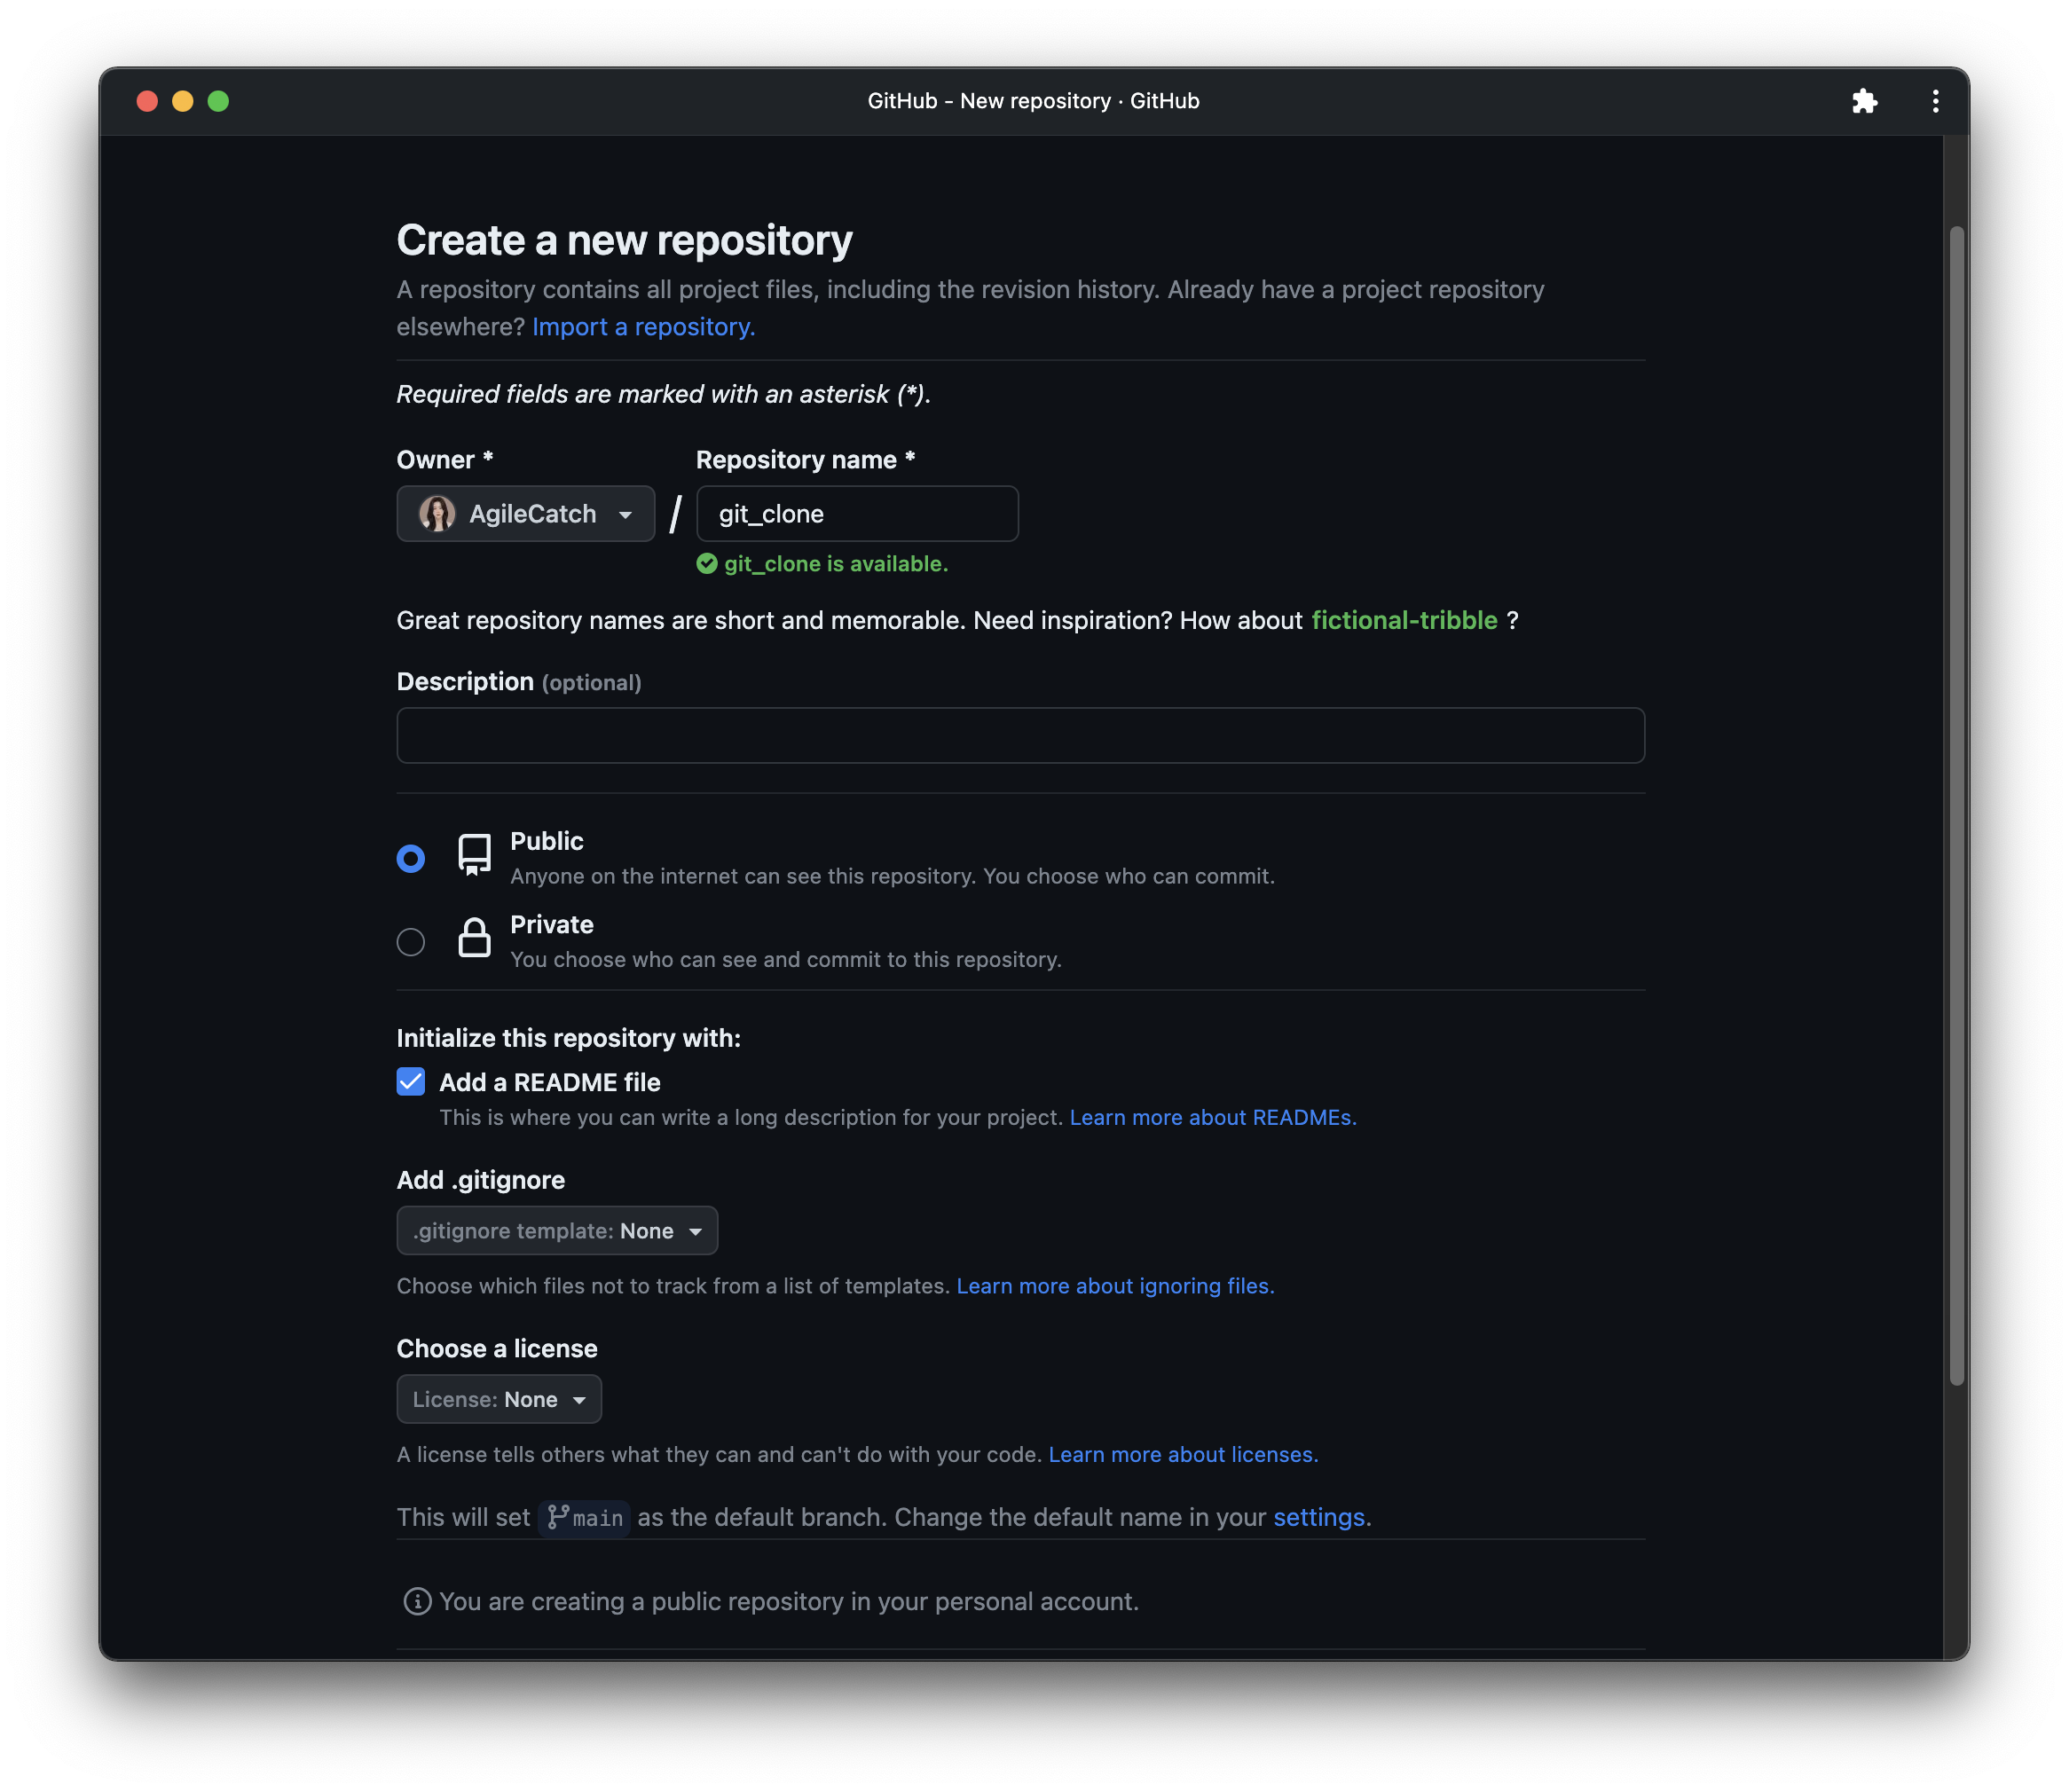 GitHub - New repository · GitHub
Create a new repository
A repository contains all project files, including the revision history. Already have a project repository
elsewhere? Import a repository.
Required fields are marked with an asterisk (*).
Owner *
Repository name *
AgileCatch
/
git_clone
git_clone is available.
Great repository names are short and memorable. Need inspiration? How about fictional-tribble ?
Description (optional)
Public
Anyone on the internet can see this repository. You choose who can commit.
Private
You choose who can see and commit to this repository.
Initialize this repository with:
Add a README file
This is where you can write a long description for your project. Learn more about READMEs.
Add .gitignore
.gitignore template: None
Choose which files not to track from a list of templates. Learn more about ignoring files.
Choose a license
License: None
A license tells others what they can and can't do with your code. Learn more about licenses.
This will set main as the default branch. Change the default name in your settings.
You are creating a public repository in your personal account.